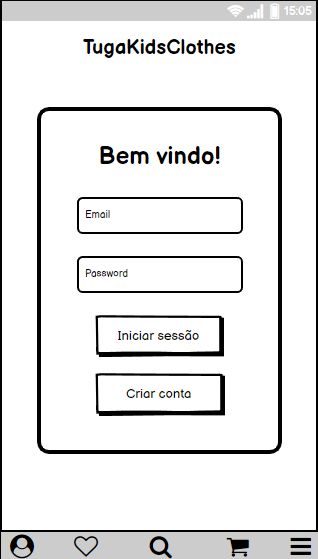 15:05
TugaKidsClothes
Bem vindo!
Email
Password
Iniciar sessão
Criar conta